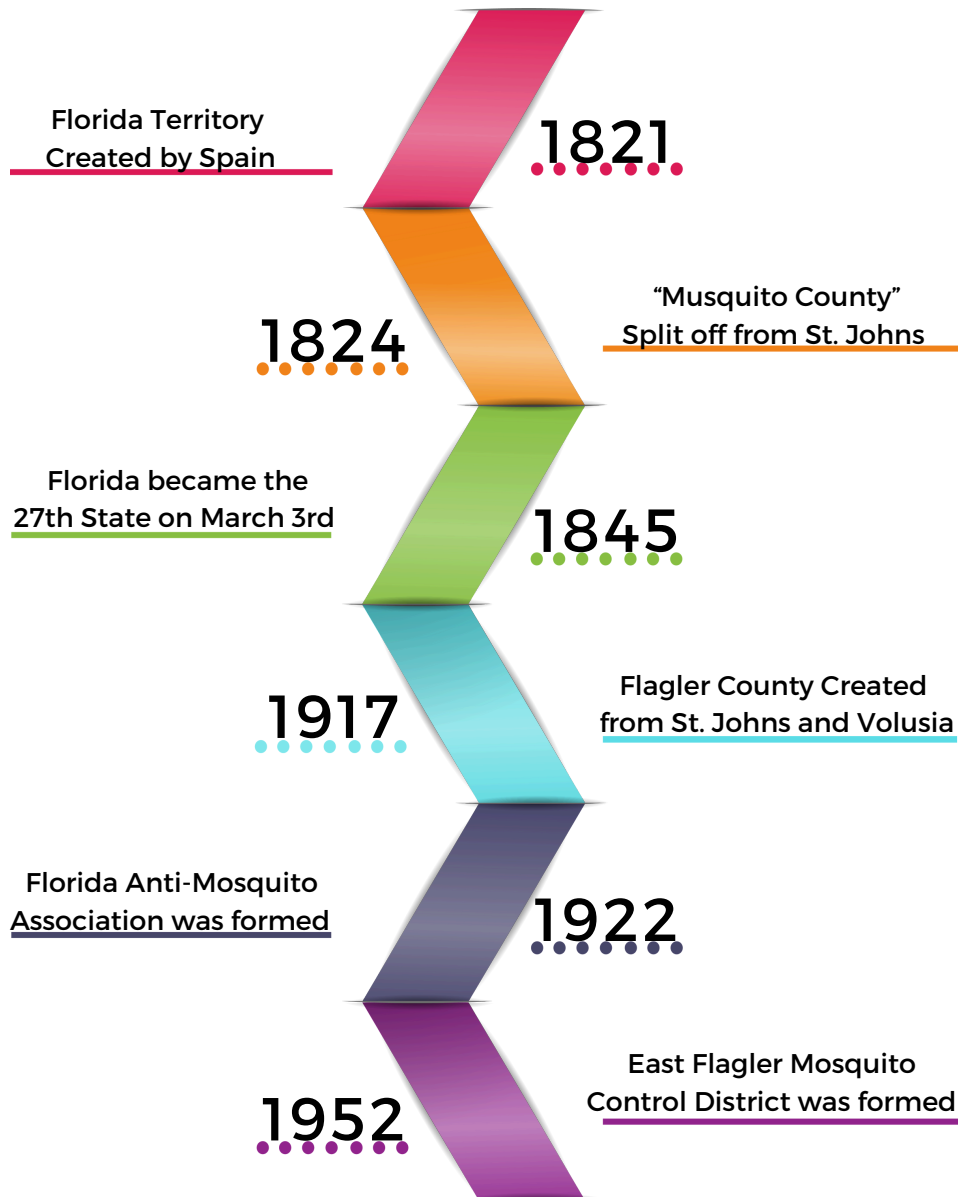 Florida Territory
Created by Spain
1821
1824
“Musquito County”
Split off from St. Johns
Florida became the
27th State on March 3rd
1845
1917
Flagler County Created
from St. Johns and Volusia
Florida Anti-Mosquito
Association was formed
1922
1952
East Flagler Mosquito
Control District was formed